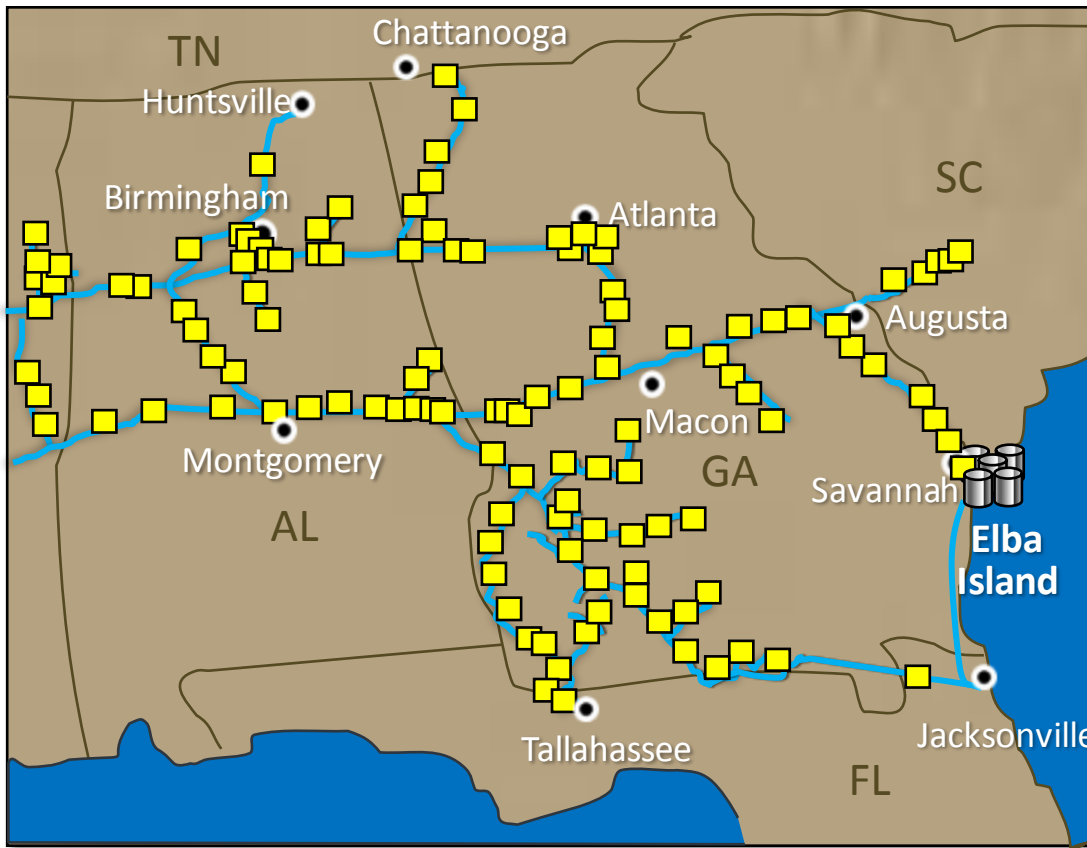 Chattanooga
TN
Huntsville
SC
Birmingham
Atlanta
Augusta
Macon
Montgomery
GA
Savannah
AL
Elba
Island
Tallahassee
Jacksonville
FL